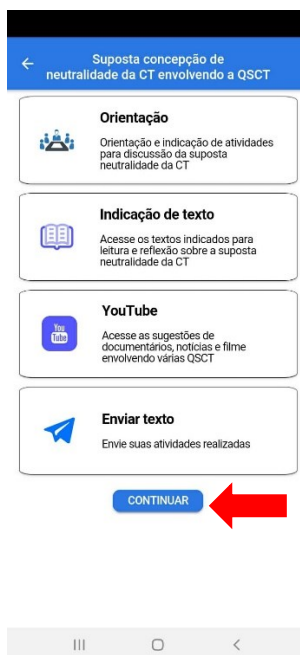 Suposta concepção de
neutralidade da CT envolvendo a QSCT
Orientação
Orientação e indicação de atividades
para discussão da suposta
neutralidade da CT
Indicação de texto
Acesse os textos indicados para
leitura e reflexão sobre a suposta
neutralidade da CT
You
Tube
YouTube
Acesse as sugestões de
documentários, notícias e filme
envolvendo várias QSCT
Enviar texto
Envie suas atividades realizadas
CONTINUAR